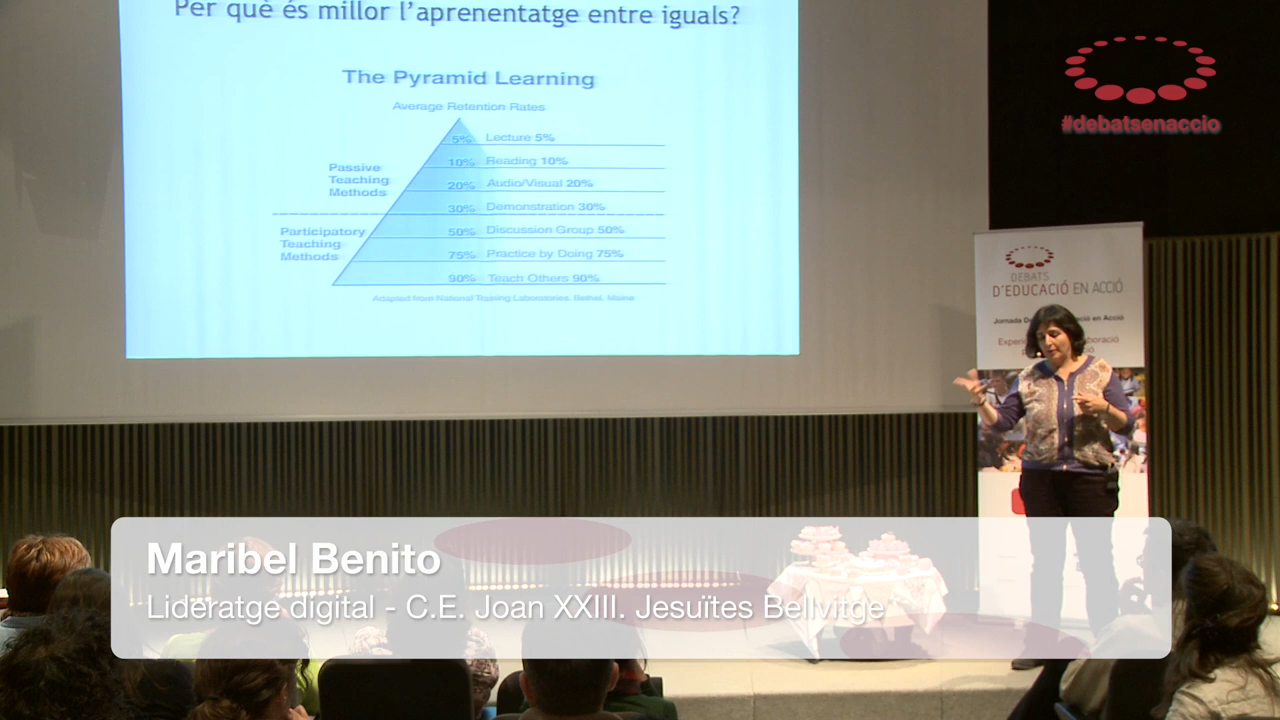 Per què és millor l'aprenentatge entre iguals?
The Pyramid Learning
Average Retention Rates
5% Lecture 5%
10% Reading 10%
20% Audio/Visual 20%
30% Demonstration 30%
50% Discussion Group 50%
75% Practice by Doing 75%
90% Teach Others 90%
Passive
Teaching
Methods
Participatory
Teaching
Methods
Adapted from National Training Laboratories. Bethel, Maine
#debatsenaccio
DEBATS
D'EDUCACIÓ EN ACCIÓ
Jornada
en Acció
Maribel Benito
Lideratge digital - C.E. Joan XXIII. Jesuïtes Bellvitge